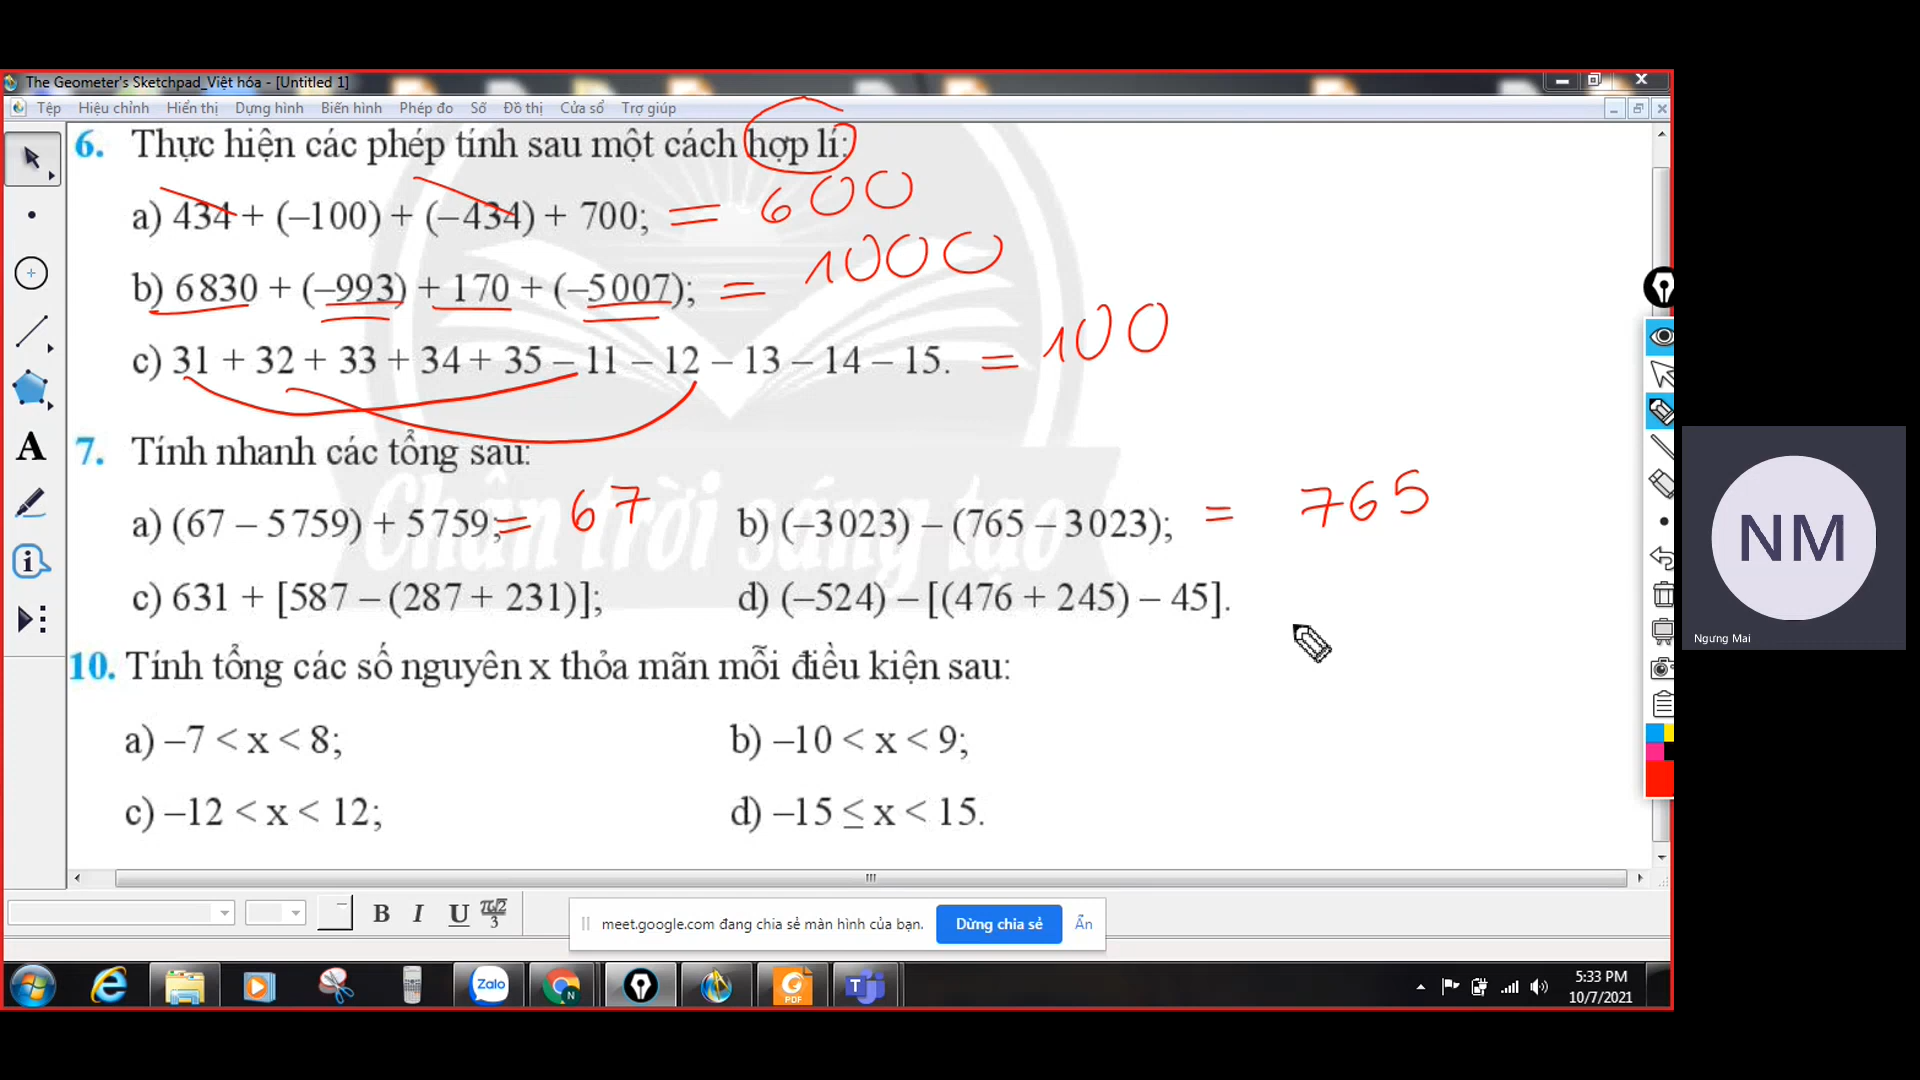 The Geometer's Sketchpad_Việt hóa - [Untitled 1]
Tệp Hiệu chỉnh Hiển thị Dựng hình Biến hình Phép đo Số Đồ thị Cửa sổ Trợ giúp
6. Thực hiện các phép tính sau một cách hợp lí:
a) 434 + (–100) + (–434) + 700; = 600
b) 6 830 + (–993) + 170 + (–5 007); = 1000
c) 31 + 32 + 33 + 34 + 35 – 11 – 12 – 13 – 14 – 15. = 100
7. Tính nhanh các tổng sau:
a) (67 – 5 759) + 5 759; = 67
b) (–3 023) – (765 – 3 023); = 765
c) 631 + [587 – (287 + 231)];
d) (–524) – [(476 + 245) – 45].
Chân trời sáng tạo
10. Tính tổng các số nguyên x thỏa mãn mỗi điều kiện sau:
a) –7 < x < 8;
b) –10 < x < 9;
c) –12 < x < 12;
d) –15 ≤ x < 15.
A
B I U
meet.google.com đang chia sẻ màn hình của bạn. Dừng chia sẻ Ẩn
Zalo
N
PDF
T
5:33 PM
10/7/2021
NM
Ngưng Mai